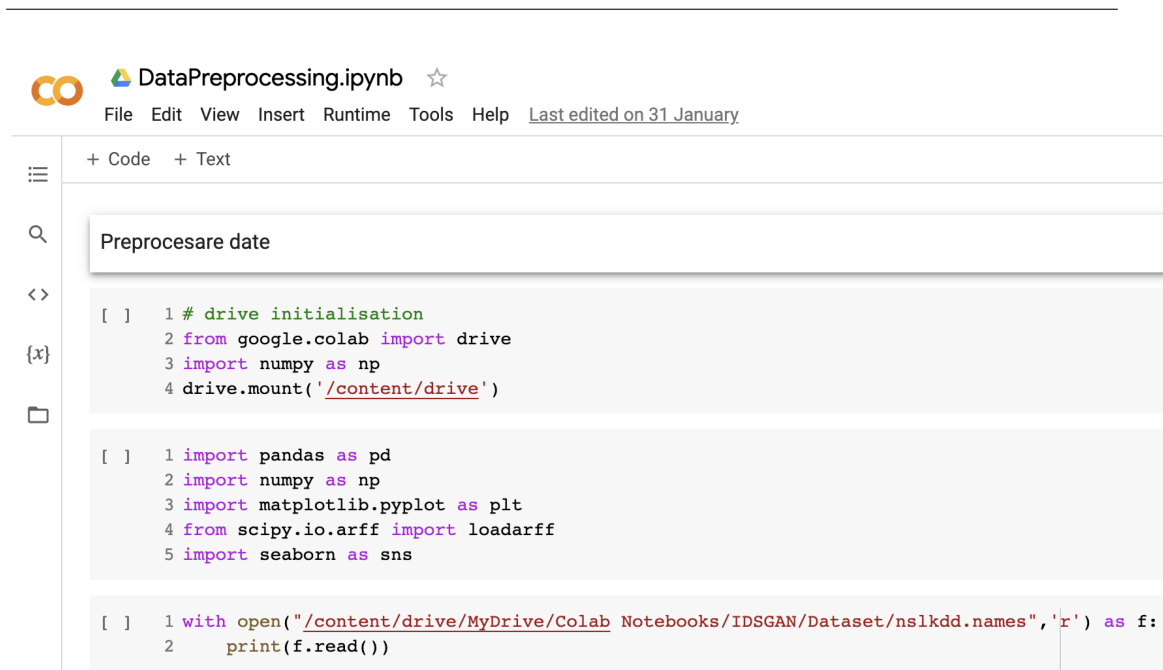 DataPreprocessing.ipynb
File Edit View Insert Runtime Tools Help Last edited on 31 January
+ Code + Text
Preprocesare date
[ ] 1 # drive initialisation
2 from google.colab import drive
3 import numpy as np
4 drive.mount('/content/drive')
[ ] 1 import pandas as pd
2 import numpy as np
3 import matplotlib.pyplot as plt
4 from scipy.io.arff import loadarff
5 import seaborn as sns
[ ] 1 with open("/content/drive/MyDrive/Colab Notebooks/IDSGAN/Dataset/nslkdd.names",'r') as f:
2     print(f.read())